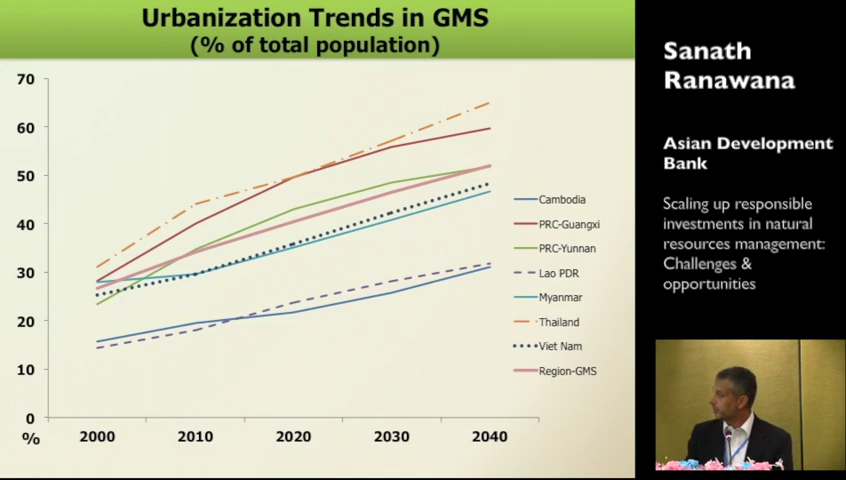 Urbanization Trends in GMS
(% of total population)
70
60
50
40
30
20
10
0
%
2000
2010
2020
2030
2040
Cambodia
PRC-Guangxi
PRC-Yunnan
Lao PDR
Myanmar
Thailand
Viet Nam
Region-GMS
Sanath
Ranawana
Asian Development
Bank
Scaling up responsible
investments in natural
resources management:
Challenges &
opportunities